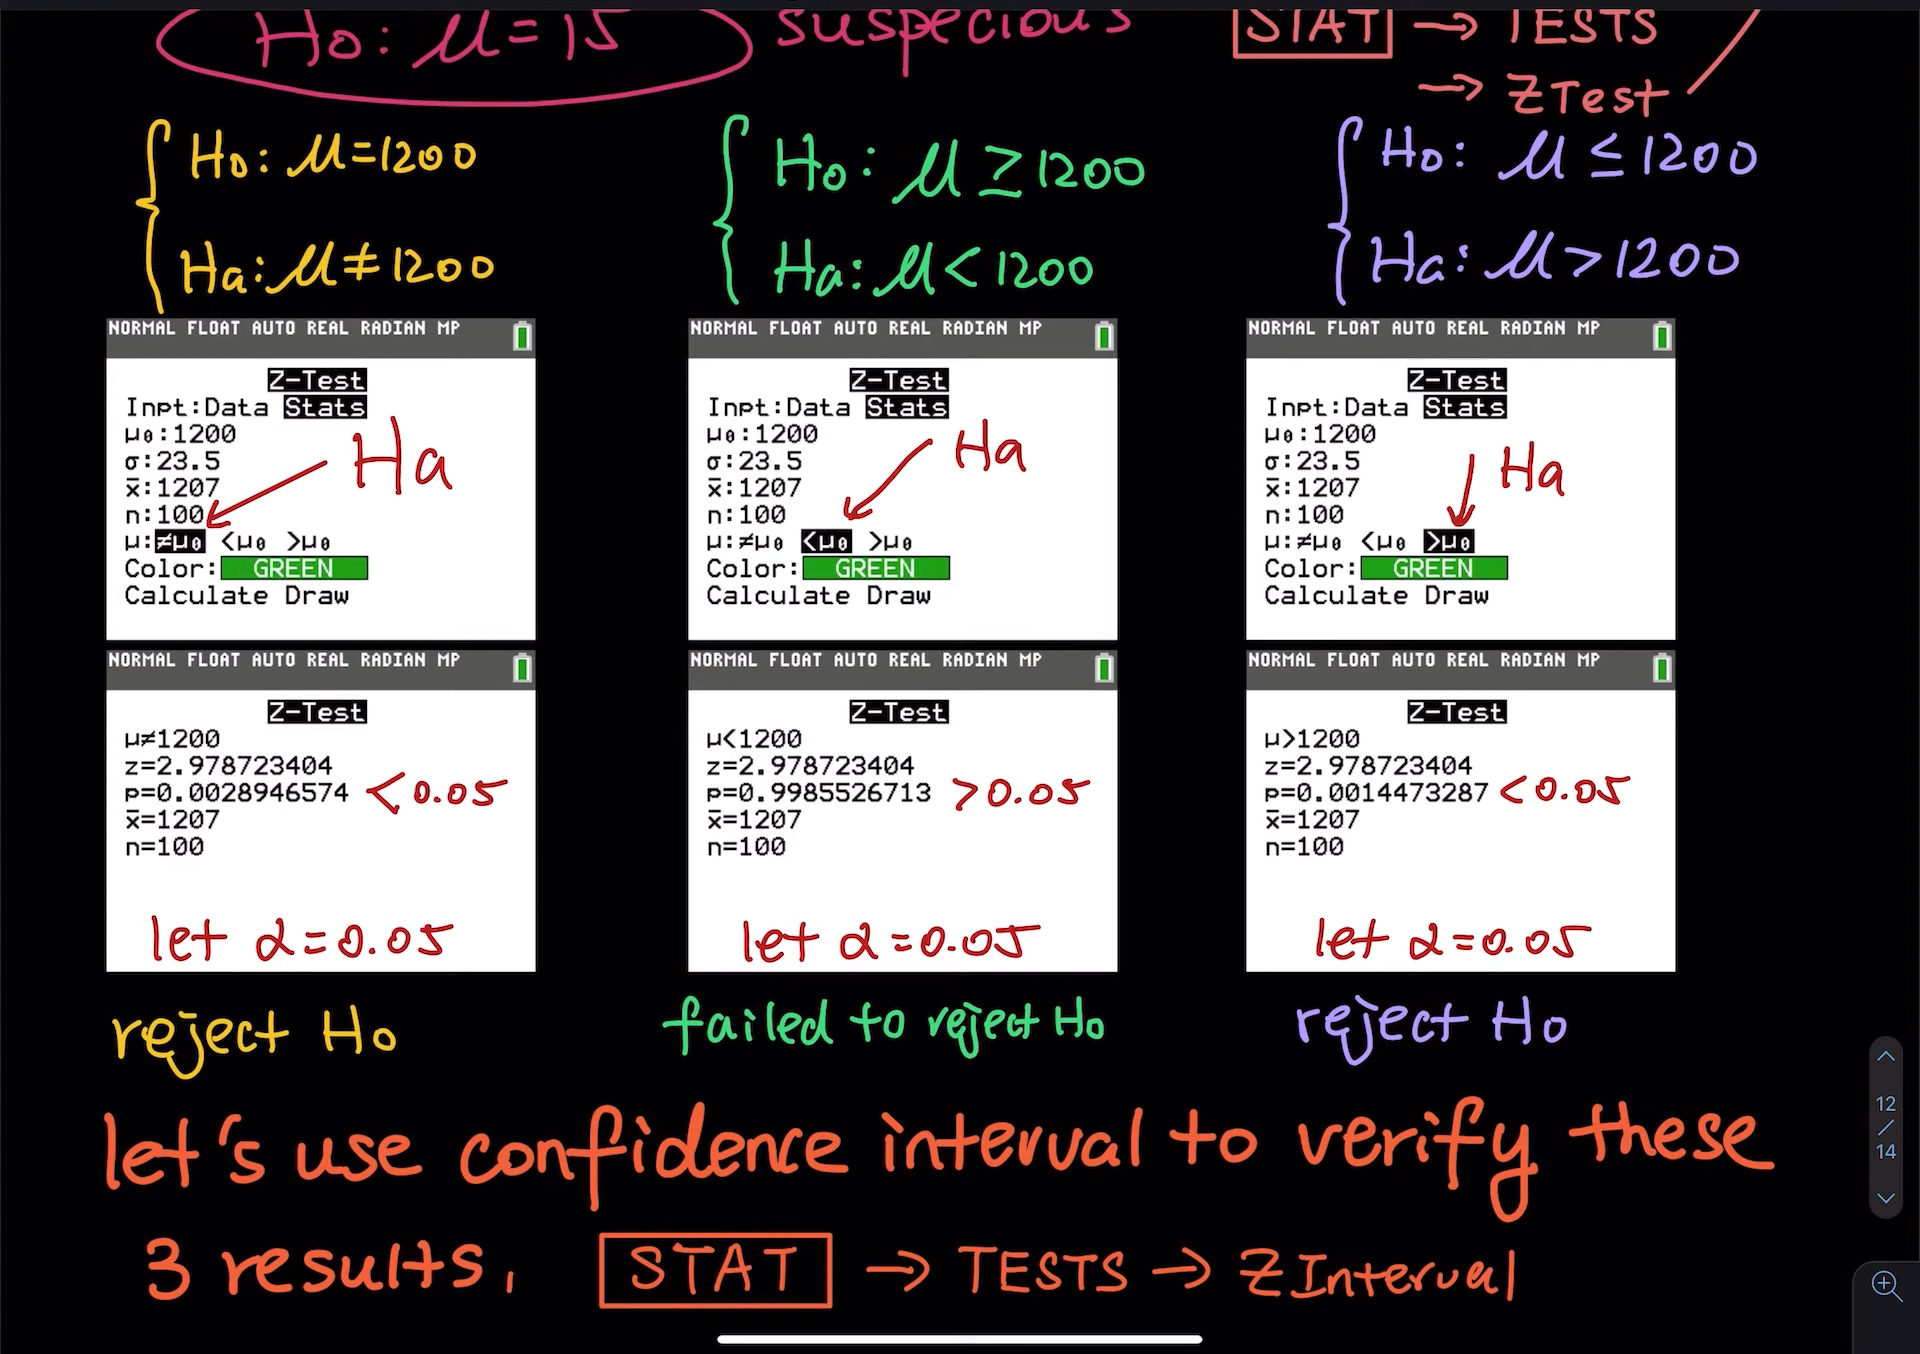 H0: μ=15 suspecious
STAT → TESTS
→ ZTest
H0: μ=1200
Ha: μ≠1200
H0: μ≥1200
Ha: μ<1200
H0: μ≤1200
Ha: μ>1200
NORMAL FLOAT AUTO REAL RADIAN MP
Z-Test
Inpt:Data Stats
μ0:1200
σ:23.5
x̄:1207
n:100
μ:≠μ0 <μ0 >μ0
Color: GREEN
Calculate Draw
Ha
NORMAL FLOAT AUTO REAL RADIAN MP
Z-Test
Inpt:Data Stats
μ0:1200
σ:23.5
x̄:1207
n:100
μ:≠μ0 <μ0 >μ0
Color: GREEN
Calculate Draw
Ha
NORMAL FLOAT AUTO REAL RADIAN MP
Z-Test
Inpt:Data Stats
μ0:1200
σ:23.5
x̄:1207
n:100
μ:≠μ0 <μ0 >μ0
Color: GREEN
Calculate Draw
Ha
NORMAL FLOAT AUTO REAL RADIAN MP
Z-Test
μ≠1200
z=2.978723404
p=0.0028946574 < 0.05
x̄=1207
n=100
let α=0.05
reject H0
NORMAL FLOAT AUTO REAL RADIAN MP
Z-Test
μ<1200
z=2.978723404
p=0.9985526713 > 0.05
x̄=1207
n=100
let α=0.05
failed to reject H0
NORMAL FLOAT AUTO REAL RADIAN MP
Z-Test
μ>1200
z=2.978723404
p=0.0014473287 < 0.05
x̄=1207
n=100
let α=0.05
reject H0
let's use confidence interval to verify these
3 results, STAT → TESTS → ZInterval
12
/
14